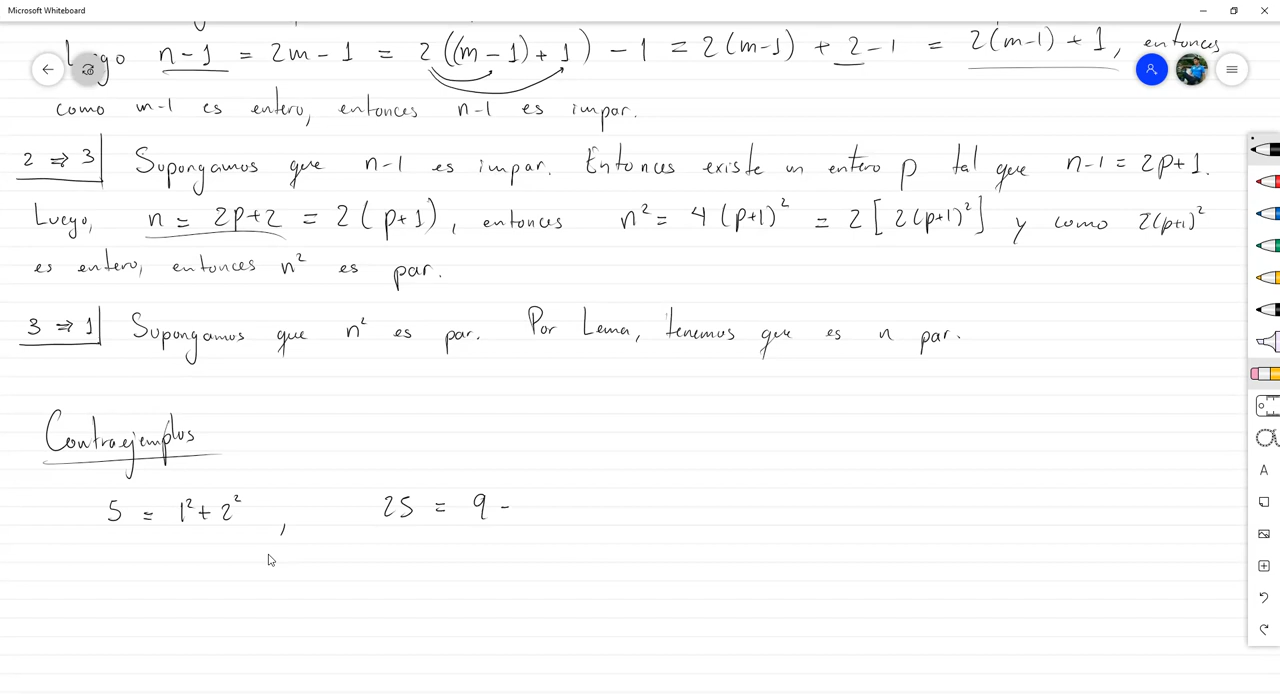 Microsoft Whiteboard
Luego n-1 = 2m-1 = 2((m-1)+1)-1 = 2(m-1)+2-1 = 2(m-1)+1, entonces
como m-1 es entero, entonces n-1 es impar.
2 ⇒ 3 Supongamos que n-1 es impar. Entonces existe un entero p tal que n-1 = 2p+1.
Luego, n = 2p+2 = 2(p+1), entonces n² = 4(p+1)² = 2[2(p+1)²] y como 2(p+1)²
es entero, entonces n² es par.
3 ⇒ 1 Supongamos que n² es par. Por Lema, tenemos que es n par.
Contraejemplos
5 = 1² + 2² , 25 = 9 -
A